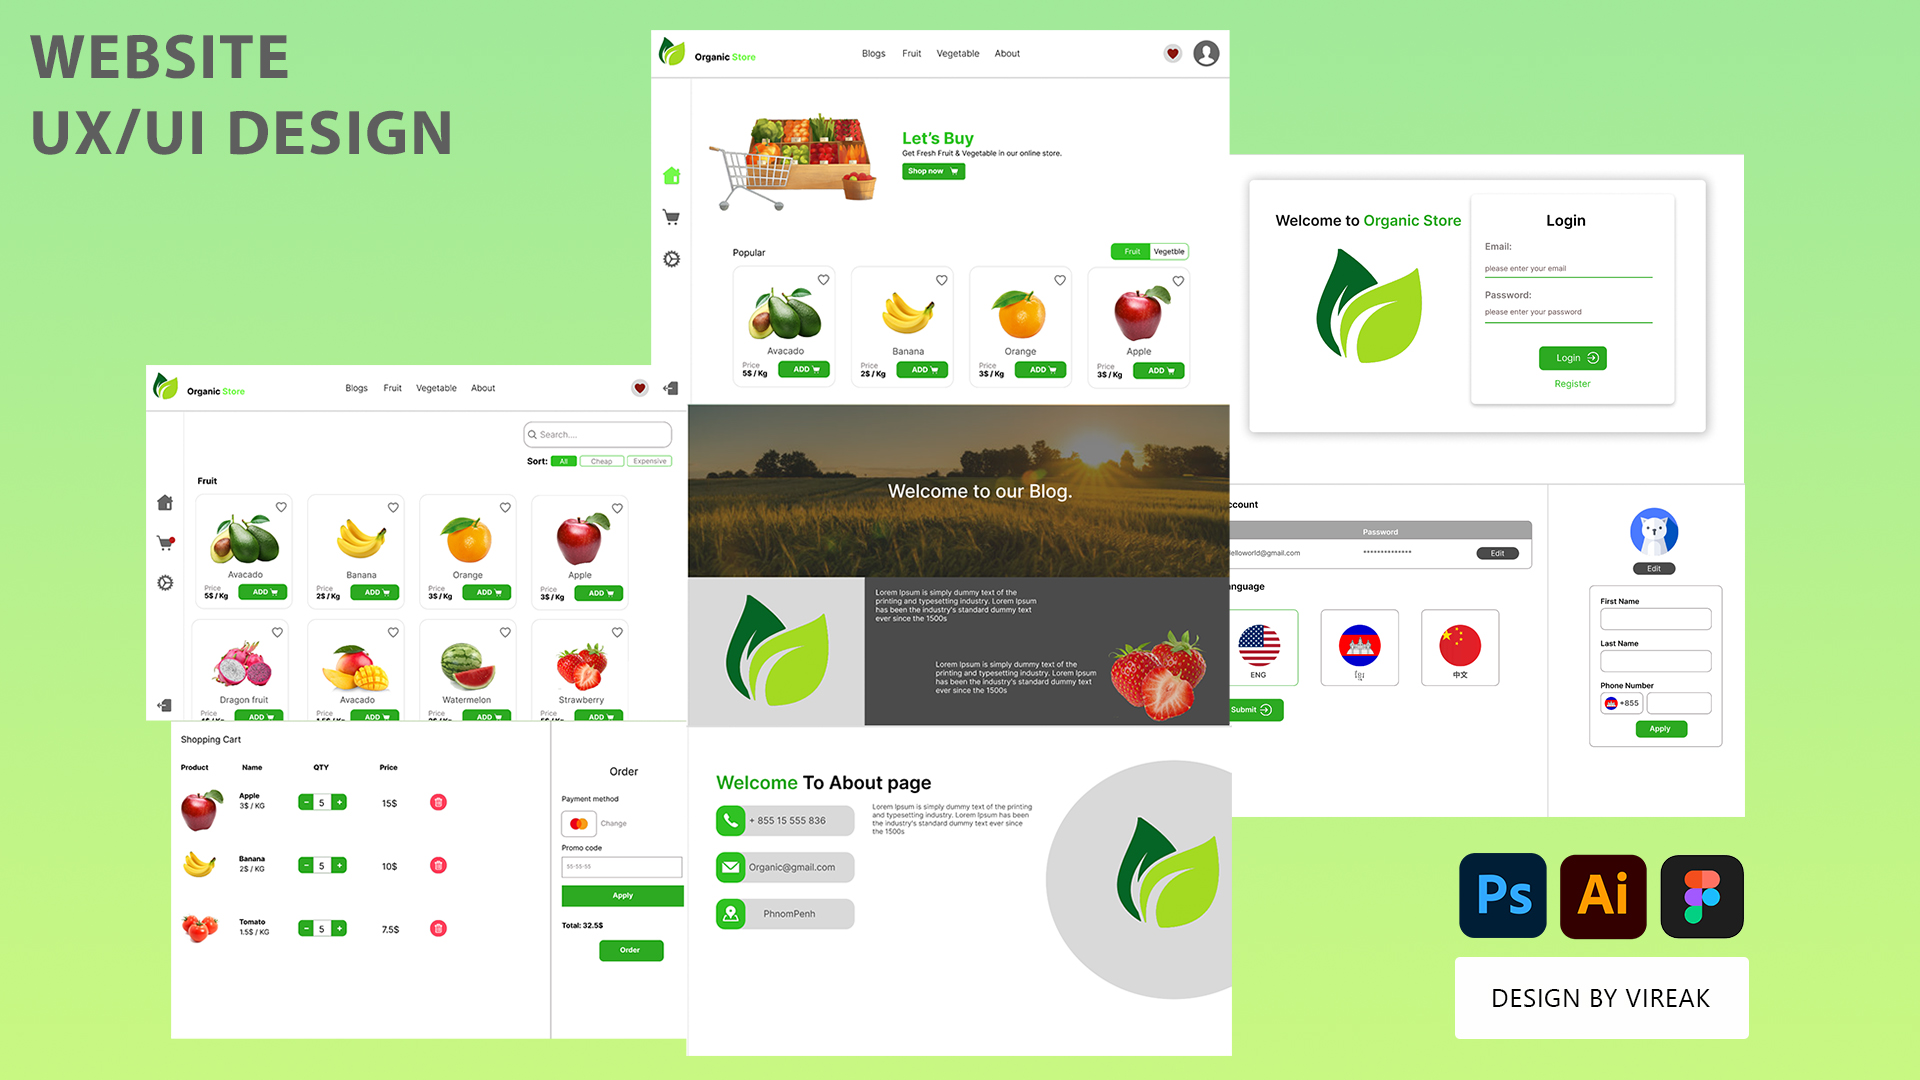 WEBSITE
UX/UI DESIGN
Organic Store
Blogs Fruit Vegetable About
Let's Buy
Get Fresh Fruit & Vegetable in our online store.
Shop now
Popular
Fruit Vegetble
Avacado
Price
5$ / Kg
ADD
Banana
Price
2$ / Kg
ADD
Orange
Price
3$ / Kg
ADD
Apple
Price
3$ / Kg
ADD
Welcome to Organic Store
Login
Email:
please enter your email
Password:
please enter your password
Login
Register
Organic Store
Blogs Fruit Vegetable About
Search....
Sort: All Cheap Expensive
Fruit
Avacado
Price
5$ / Kg
ADD
Banana
Price
2$ / Kg
ADD
Orange
Price
3$ / Kg
ADD
Apple
Price
3$ / Kg
ADD
Dragon fruit
Price
ADD
Avocado
Price
ADD
Watermelon
Price
ADD
Strawberry
Price
ADD
Welcome to our Blog.
Lorem Ipsum is simply dummy text of the
printing and typesetting industry. Lorem Ipsum
has been the industry's standard dummy text
ever since the 1500s
Lorem Ipsum is simply dummy text of the
printing and typesetting industry. Lorem Ipsum
has been the industry's standard dummy text
ever since the 1500s
ccount
Password
elloworld@gmail.com
**************
Edit
anguage
ENG
ខ្មែរ
中文
Submit
Edit
First Name
Last Name
Phone Number
+855
Apply
Shopping Cart
Product Name QTY Price
Apple
3$ / KG
- 5 +
15$
Banana
2$ / KG
- 5 +
10$
Tomato
1.5$ / KG
- 5 +
7.5$
Order
Payment method
Change
Promo code
55-55-55
Apply
Total: 32.5$
Order
Welcome To About page
+ 855 15 555 836
Organic@gmail.com
PhnomPenh
Lorem Ipsum is simply dummy text of the printing
and typesetting industry. Lorem Ipsum has been
the industry's standard dummy text ever since
the 1500s
Ps
Ai
DESIGN BY VIREAK